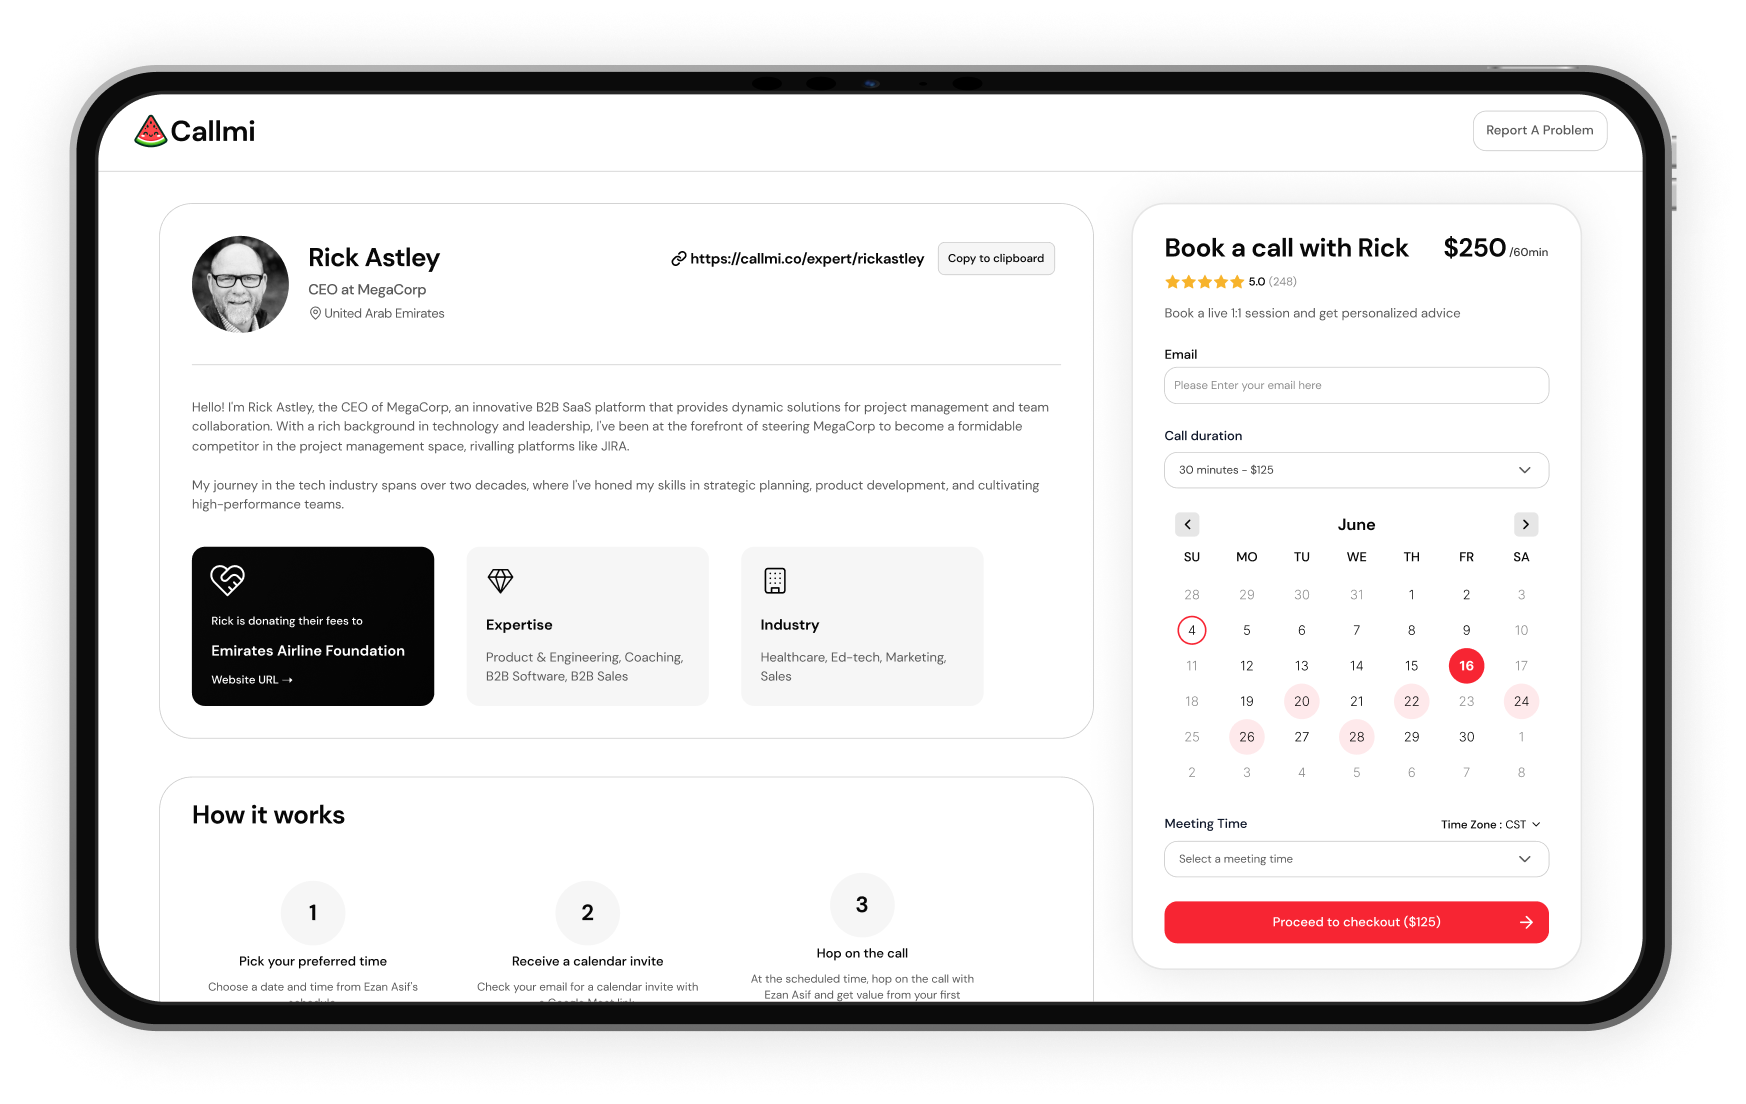 Callmi
Report A Problem
Rick Astley
CEO at MegaCorp
United Arab Emirates
https://callmi.co/expert/rickastley
Copy to clipboard
Hello! I'm Rick Astley, the CEO of MegaCorp, an innovative B2B SaaS platform that provides dynamic solutions for project management and team
collaboration. With a rich background in technology and leadership, I've been at the forefront of steering MegaCorp to become a formidable
competitor in the project management space, rivalling platforms like JIRA.
My journey in the tech industry spans over two decades, where I've honed my skills in strategic planning, product development, and cultivating
high-performance teams.
Rick is donating their fees to
Emirates Airline Foundation
Website URL →
Expertise
Product & Engineering, Coaching,
B2B Software, B2B Sales
Industry
Healthcare, Ed-tech, Marketing,
Sales
How it works
1
Pick your preferred time
Choose a date and time from Ezan Asif's
2
Receive a calendar invite
Check your email for a calendar invite with
a Google Meet link
3
Hop on the call
At the scheduled time, hop on the call with
Ezan Asif and get value from your first
Book a call with Rick
$250 /60min
5.0 (248)
Book a live 1:1 session and get personalized advice
Email
Please Enter your email here
Call duration
30 minutes - $125
June
SU MO TU WE TH FR SA
28 29 30 31 1 2 3
4 5 6 7 8 9 10
11 12 13 14 15 16 17
18 19 20 21 22 23 24
25 26 27 28 29 30 1
2 3 4 5 6 7 8
Meeting Time
Time Zone : CST
Select a meeting time
Proceed to checkout ($125)